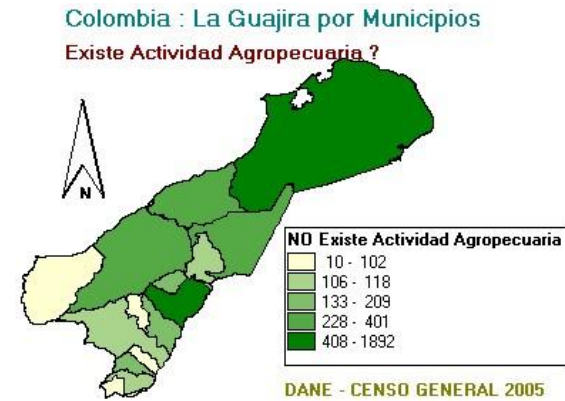 Colombia : La Guajira por Municipios
Existe Actividad Agropecuaria ?
N
NO Existe Actividad Agropecuaria
10 - 102
106 - 118
133 - 209
228 - 401
408 - 1892
DANE - CENSO GENERAL 2005